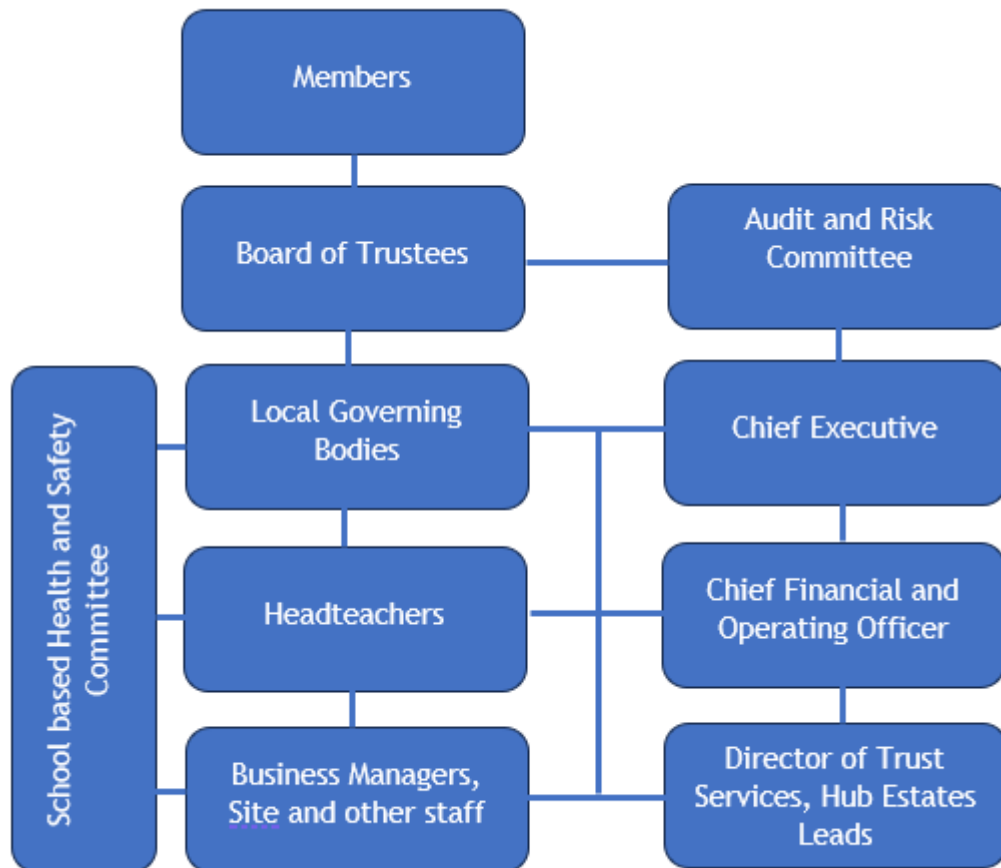 Members
Board of Trustees
Audit and Risk
Committee
School based Health and Safety
Committee
Local Governing
Bodies
Chief Executive
Headteachers
Chief Financial and
Operating Officer
Business Managers,
Site and other staff
Director of Trust
Services, Hub Estates
Leads